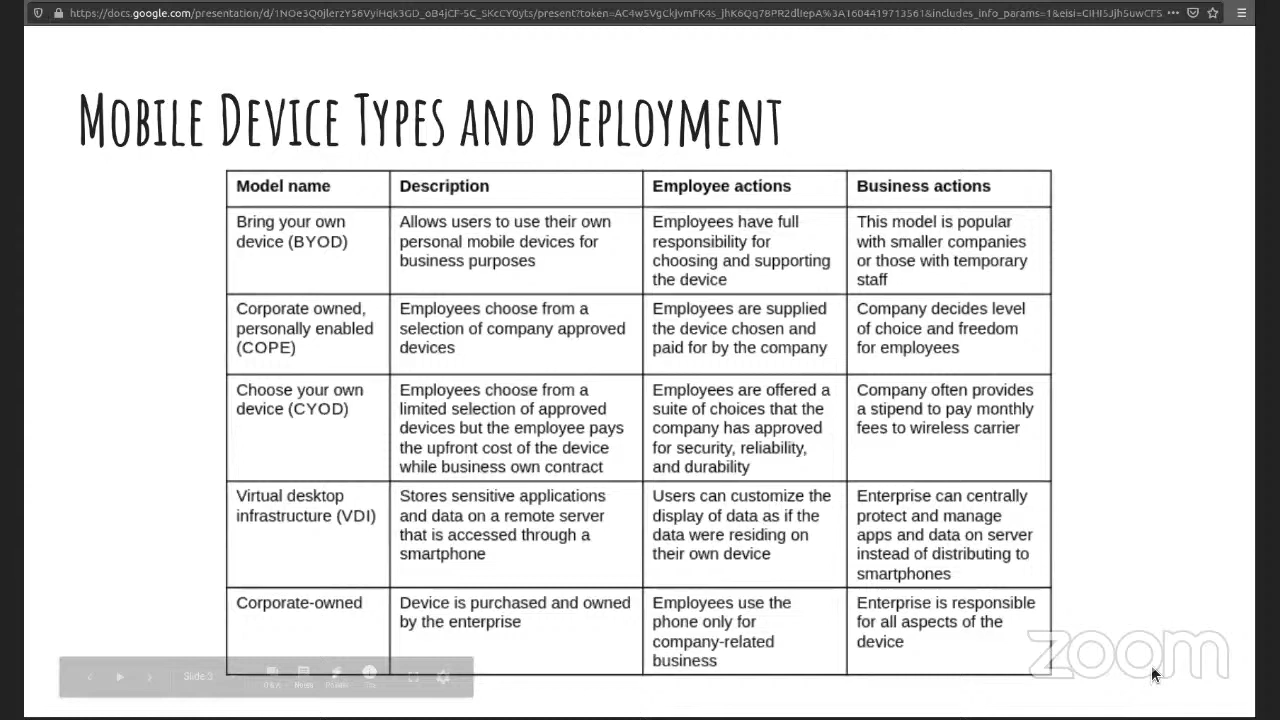 Mobile Device Types and Deployment
Model name
Description
Employee actions
Business actions
Bring your own
device (BYOD)
Allows users to use their own
personal mobile devices for
business purposes
Employees have full
responsibility for
choosing and supporting
the device
This model is popular
with smaller companies
or those with temporary
staff
Corporate owned,
personally enabled
(COPE)
Employees choose from a
selection of company approved
devices
Employees are supplied
the device chosen and
paid for by the company
Company decides level
of choice and freedom
for employees
Choose your own
device (CYOD)
Employees choose from a
limited selection of approved
devices but the employee pays
the upfront cost of the device
while business own contract
Employees are offered a
suite of choices that the
company has approved
for security, reliability,
and durability
Company often provides
a stipend to pay monthly
fees to wireless carrier
Virtual desktop
infrastructure (VDI)
Stores sensitive applications
and data on a remote server
that is accessed through a
smartphone
Users can customize the
display of data as if the
data were residing on
their own device
Enterprise can centrally
protect and manage
apps and data on server
instead of distributing to
smartphones
Corporate-owned
Device is purchased and owned
by the enterprise
Employees use the
phone only for
company-related
business
Enterprise is responsible
for all aspects of the
device
Slide 3
zoom